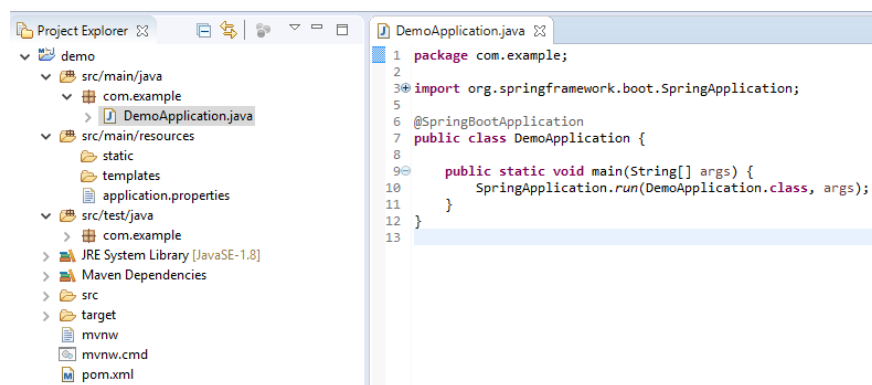 Project Explorer
demo
src/main/java
com.example
DemoApplication.java
src/main/resources
static
templates
application.properties
src/test/java
com.example
JRE System Library [JavaSE-1.8]
Maven Dependencies
src
target
mvnw
mvnw.cmd
pom.xml
DemoApplication.java
1 package com.example;
2
3 import org.springframework.boot.SpringApplication;
5
6 @SpringBootApplication
7 public class DemoApplication {
8
9 public static void main(String[] args) {
10 SpringApplication.run(DemoApplication.class, args);
11 }
12 }
13